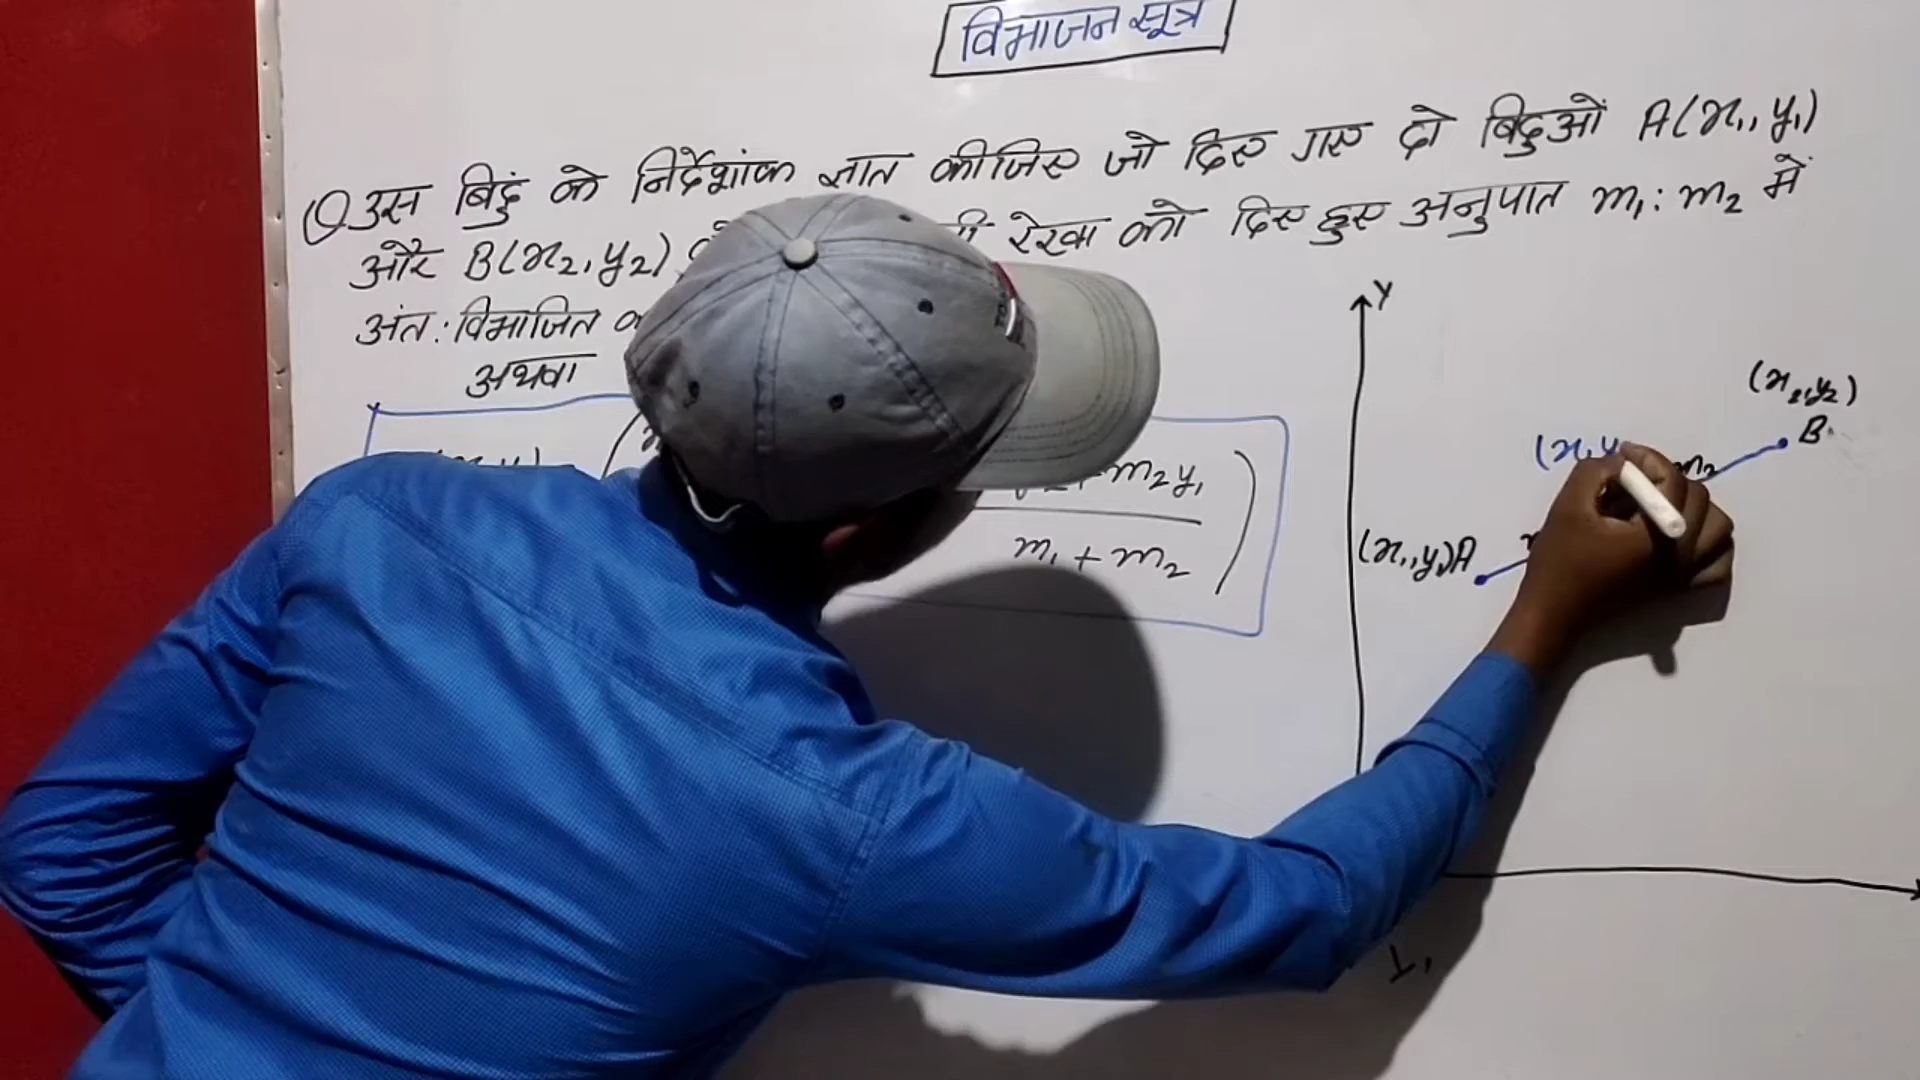 विभाजन सूत्र
Q उस बिंदु के निर्देशांक ज्ञात कीजिए जो दिए गए दो बिंदुओं A(x₁, y₁)
और B(x₂, y₂) रेखा को दिए हुए अनुपात m₁ : m₂ में
अंत: विभाजित
अथवा
+ m₂y₁
m₁ + m₂
Y
(x₂, y₂)
B
(x, y
m₂
(x₁, y₁) A